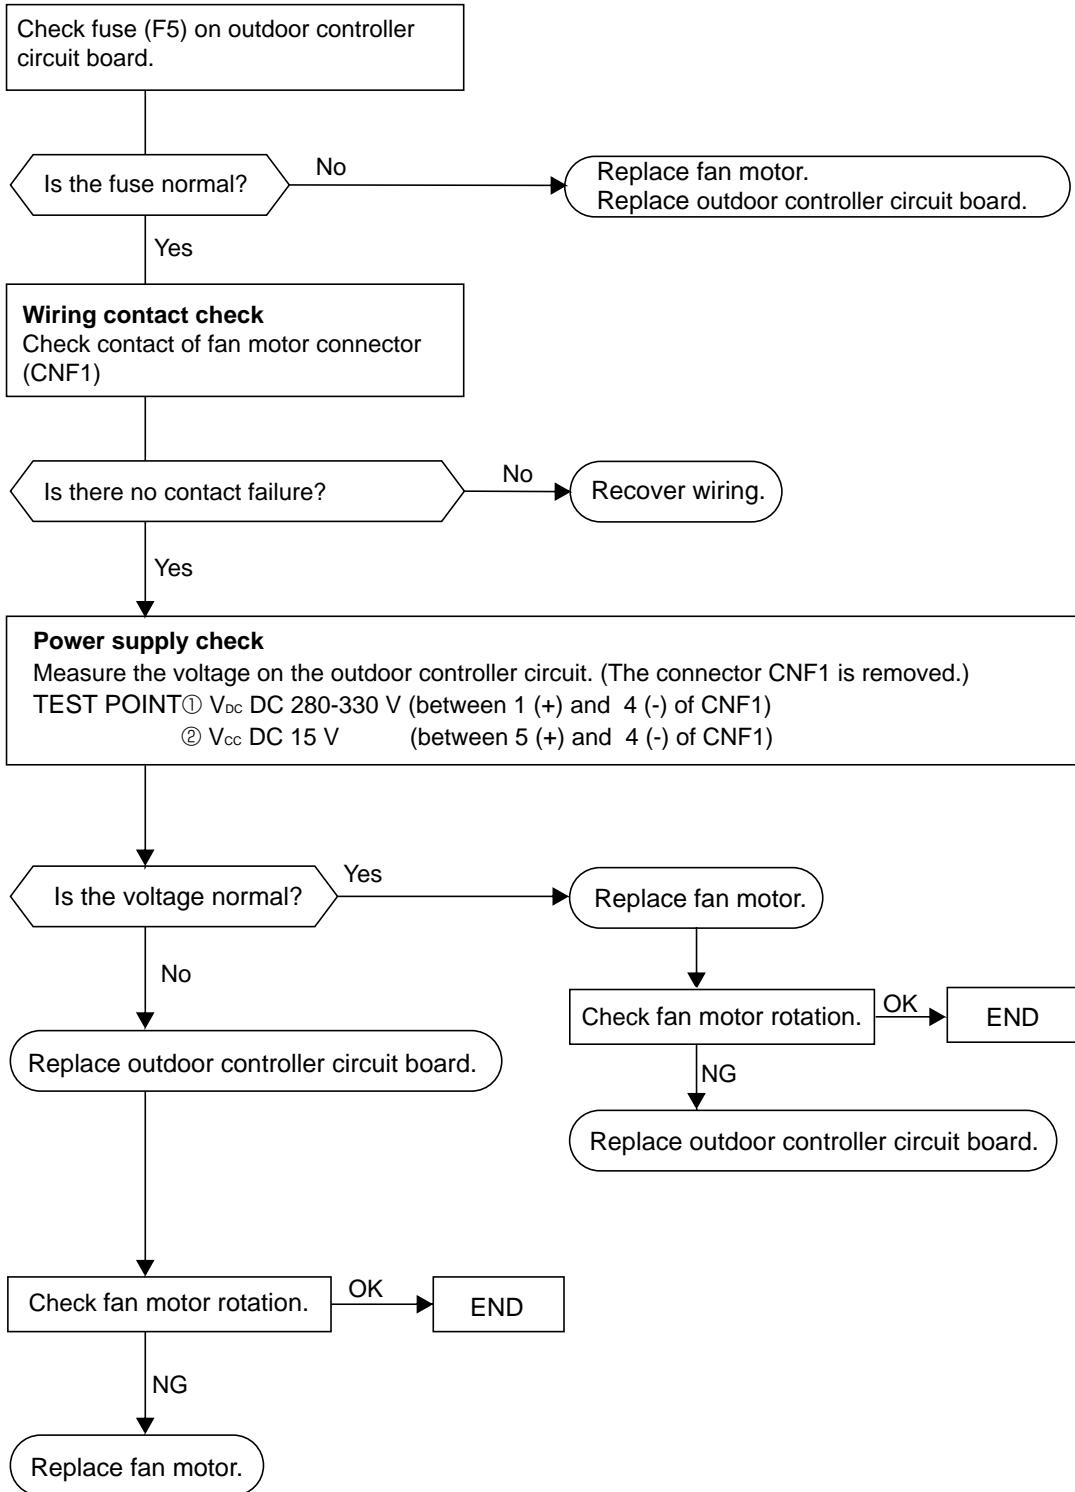 Check fuse (F5) on outdoor controller
circuit board.
Is the fuse normal?
No
Replace fan motor.
Replace outdoor controller circuit board.
Yes
Wiring contact check
Check contact of fan motor connector
(CNF1)
Is there no contact failure?
No
Recover wiring.
Yes
Power supply check
Measure the voltage on the outdoor controller circuit. (The connector CNF1 is removed.)
TEST POINT① VDC DC 280-330 V (between 1 (+) and 4 (-) of CNF1)
② VCC DC 15 V (between 5 (+) and 4 (-) of CNF1)
Is the voltage normal?
Yes
Replace fan motor.
No
Check fan motor rotation.
OK
END
Replace outdoor controller circuit board.
NG
Replace outdoor controller circuit board.
Check fan motor rotation.
OK
END
NG
Replace fan motor.